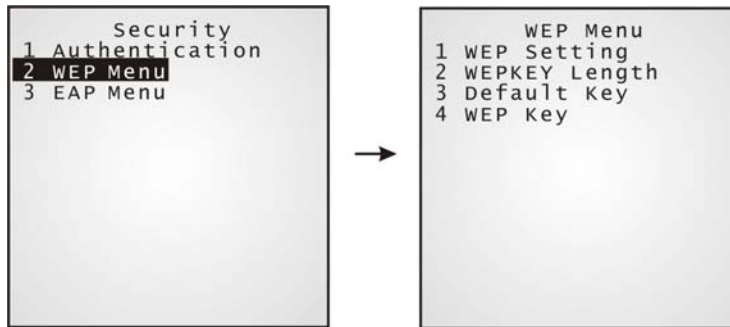 Security
1 Authentication
2 WEP Menu
3 EAP Menu
WEP Menu
1 WEP Setting
2 WEPKEY Length
3 Default Key
4 WEP Key